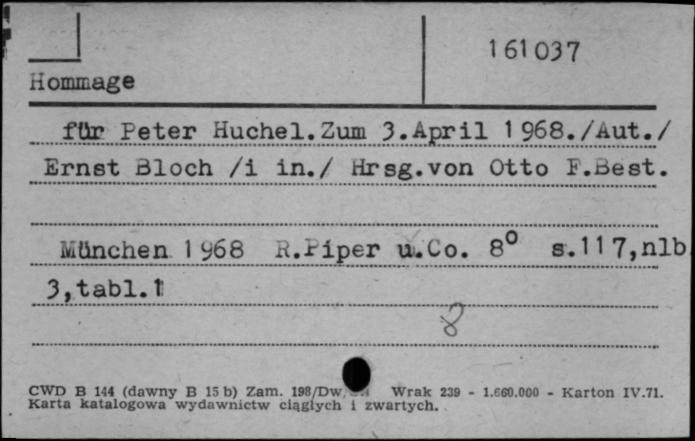 161037
Hommage
für Peter Huchel.Zum 3.April 1968./Aut./
Ernst Bloch /i in./ Hrsg.von Otto F.Best.
München 1968 R.Piper u.Co. 8° s.117,nlb
3,tabl.1
8
CWD B 144 (dawny B 15 b) Zam. 198/Dw Wrak 239 - 1.660.000 - Karton IV.71.
Karta katalogowa wydawnictw ciągłych i zwartych.